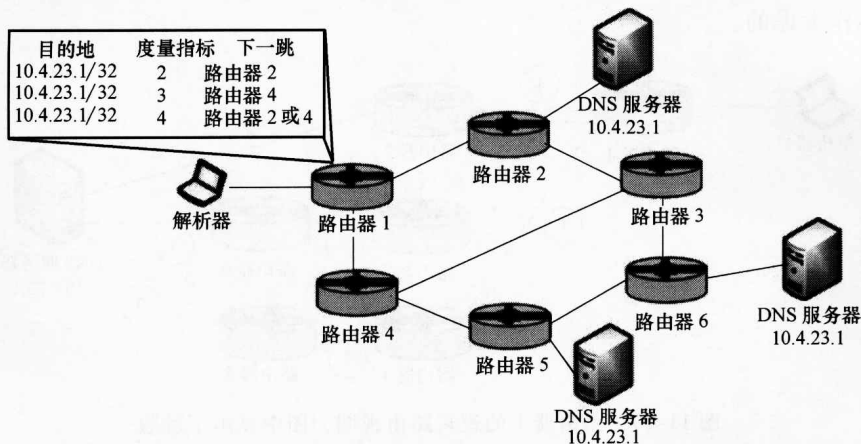 目的地 度量指标 下一跳
10.4.23.1/32 2 路由器 2
10.4.23.1/32 3 路由器 4
10.4.23.1/32 4 路由器 2 或 4
DNS 服务器
10.4.23.1
路由器 2
解析器
路由器 1
路由器 3
DNS 服务器
10.4.23.1
路由器 4
路由器 5
路由器 6
DNS 服务器
10.4.23.1